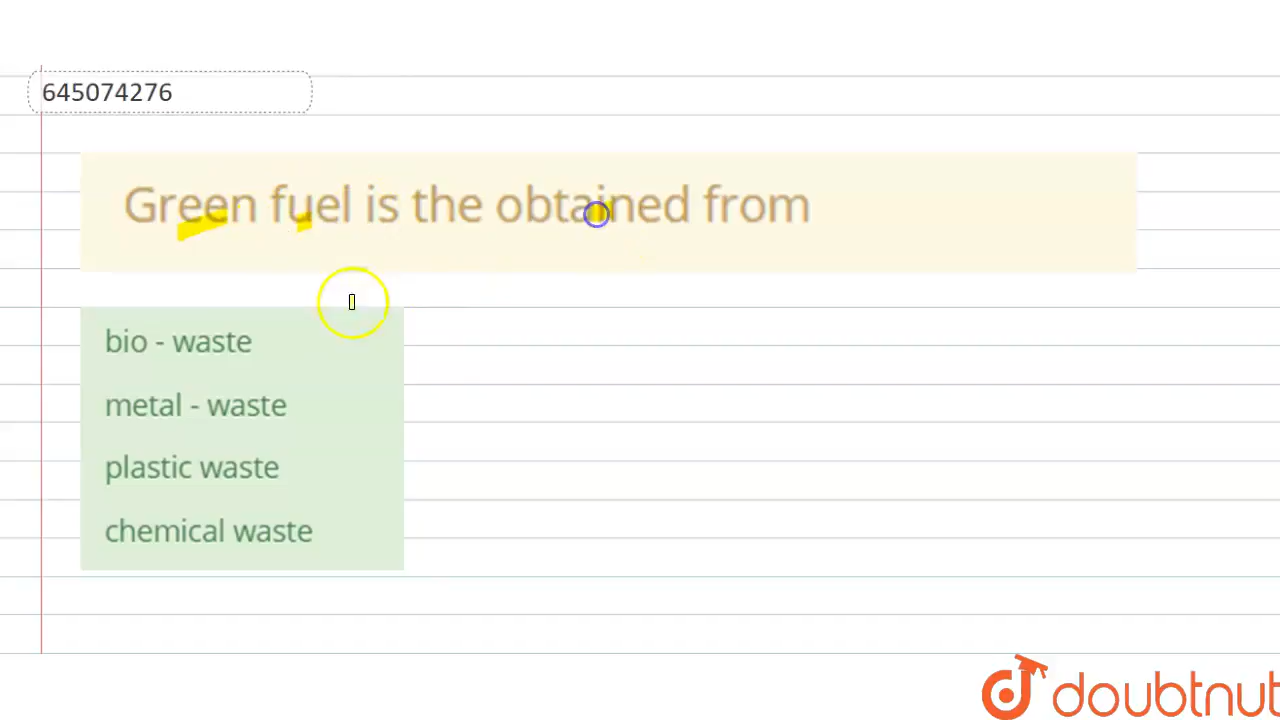 645074276
Green fuel is the obtained from
bio - waste
metal - waste
plastic waste
chemical waste
doubtnut